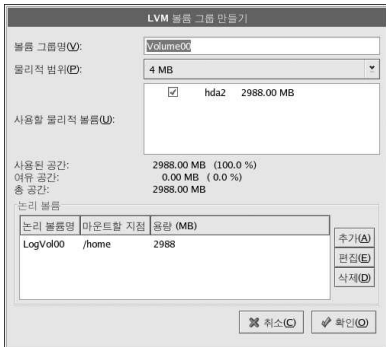 LVM 볼륨 그룹 만들기
볼륨 그룹명(V): Volume00
물리적 범위(P): 4 MB
사용할 물리적 볼륨(U): hda2 2988.00 MB
사용된 공간: 2988.00 MB (100.0 %)
여유 공간: 0.00 MB ( 0.0 %)
총 공간: 2988.00 MB
논리 볼륨
논리 볼륨명 마운트할 지점 용량 (MB)
LogVol00 /home 2988
추가(A)
편집(E)
삭제(D)
취소(C) 확인(O)